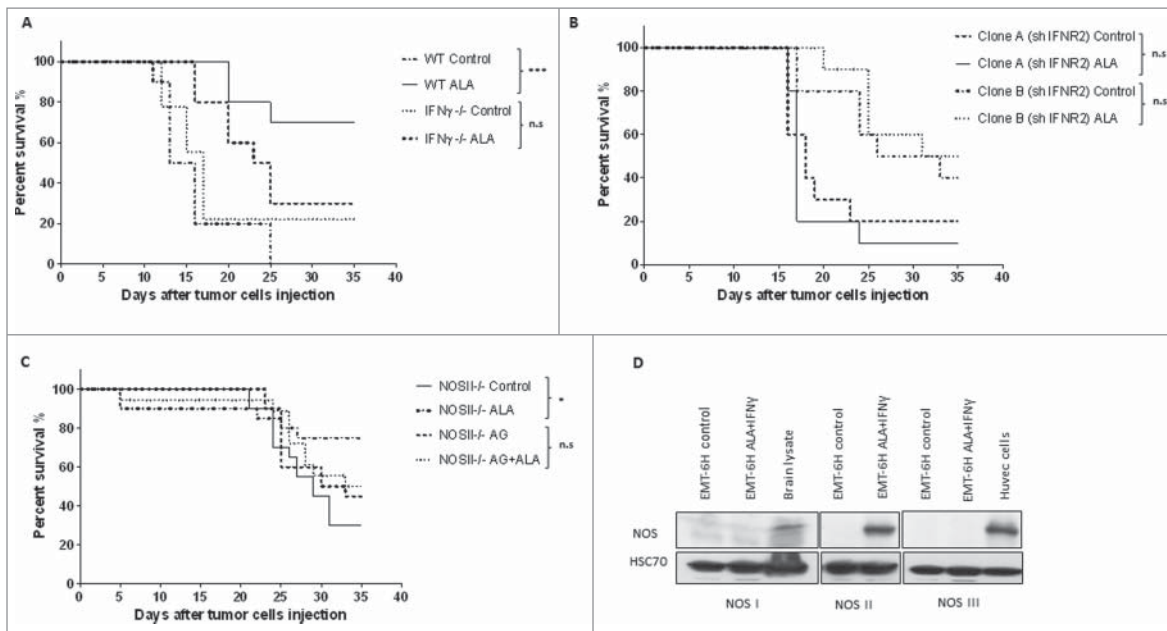 A
Percent survival %
100
80
60
40
20
0
0 5 10 15 20 25 30 35 40
Days after tumor cells injection
WT Control
WT ALA
IFNγ-/- Control
IFNγ-/- ALA
n.s
B
Percent survival %
100
80
60
40
20
0
0 5 10 15 20 25 30 35 40
Days after tumor cells injection
Clone A (sh IFNR2) Control
Clone A (sh IFNR2) ALA
Clone B (sh IFNR2) Control
Clone B (sh IFNR2) ALA
n.s
n.s
C
Percent survival %
100
80
60
40
20
0
0 5 10 15 20 25 30 35 40
Days after tumor cells injection
NOSII-/- Control
NOSII-/- ALA
NOSII-/- AG
NOSII-/- AG+ALA
n.s
D
EMT-6H control
EMT-6H ALA+IFNγ
Brain lysate
EMT-6H control
EMT-6H ALA+IFNγ
EMT-6H control
EMT-6H ALA+IFNγ
Huvec cells
NOS
HSC70
NOS I
NOS II
NOS III